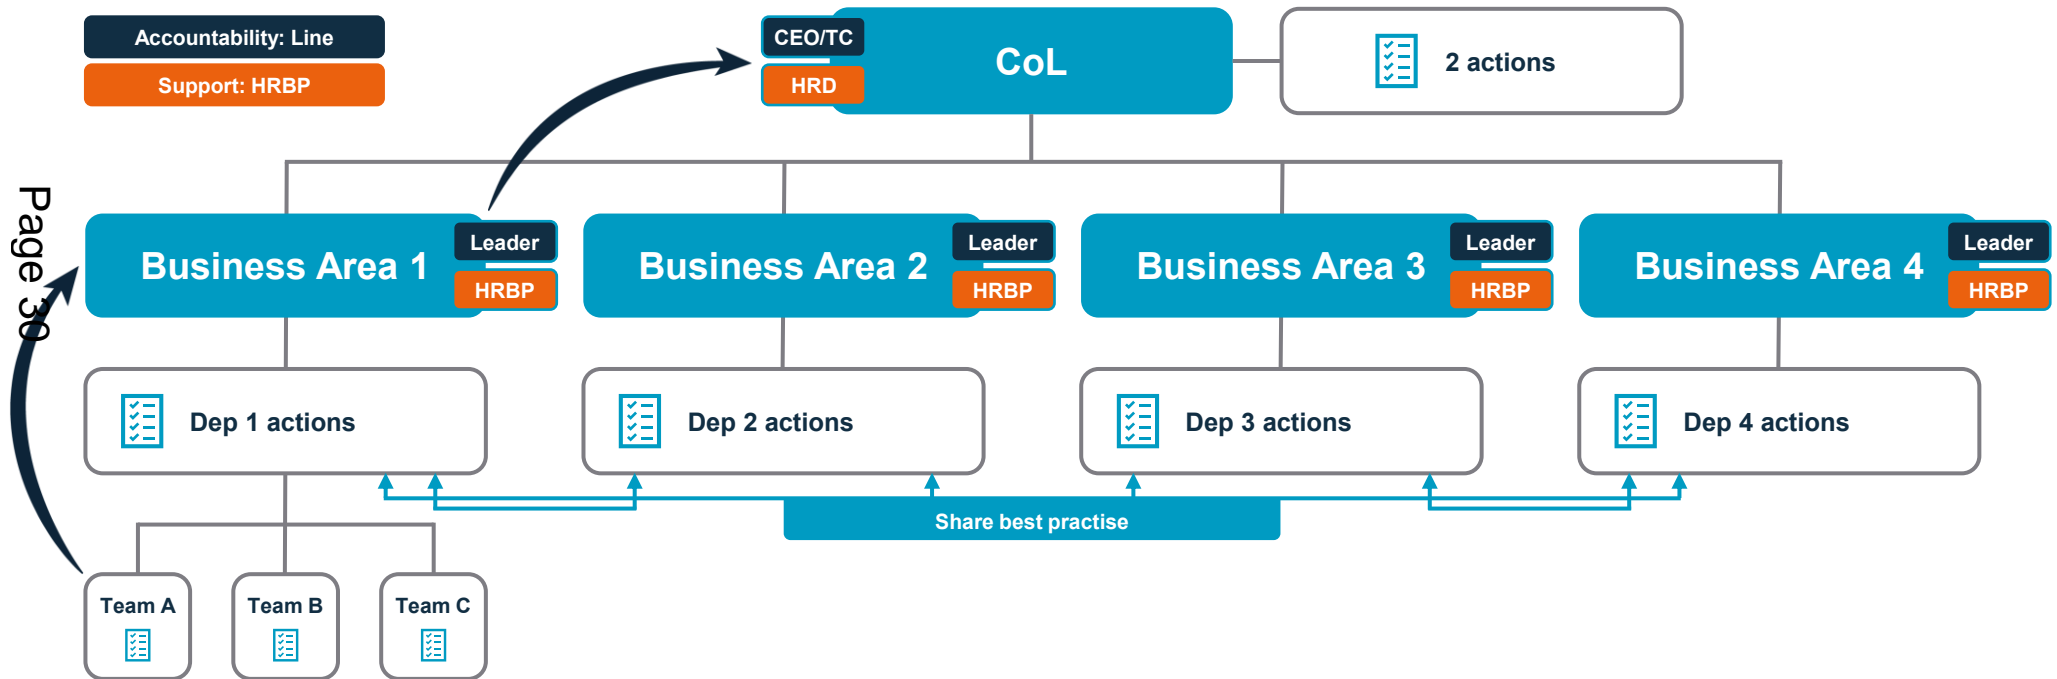 Accountability: Line
Support: HRBP
CEO/TC
HRD
CoL
2 actions
Page 30
Business Area 1
Leader
HRBP
Business Area 2
Leader
HRBP
Business Area 3
Leader
HRBP
Business Area 4
Leader
HRBP
Dep 1 actions
Dep 2 actions
Dep 3 actions
Dep 4 actions
Share best practise
Team A
Team B
Team C